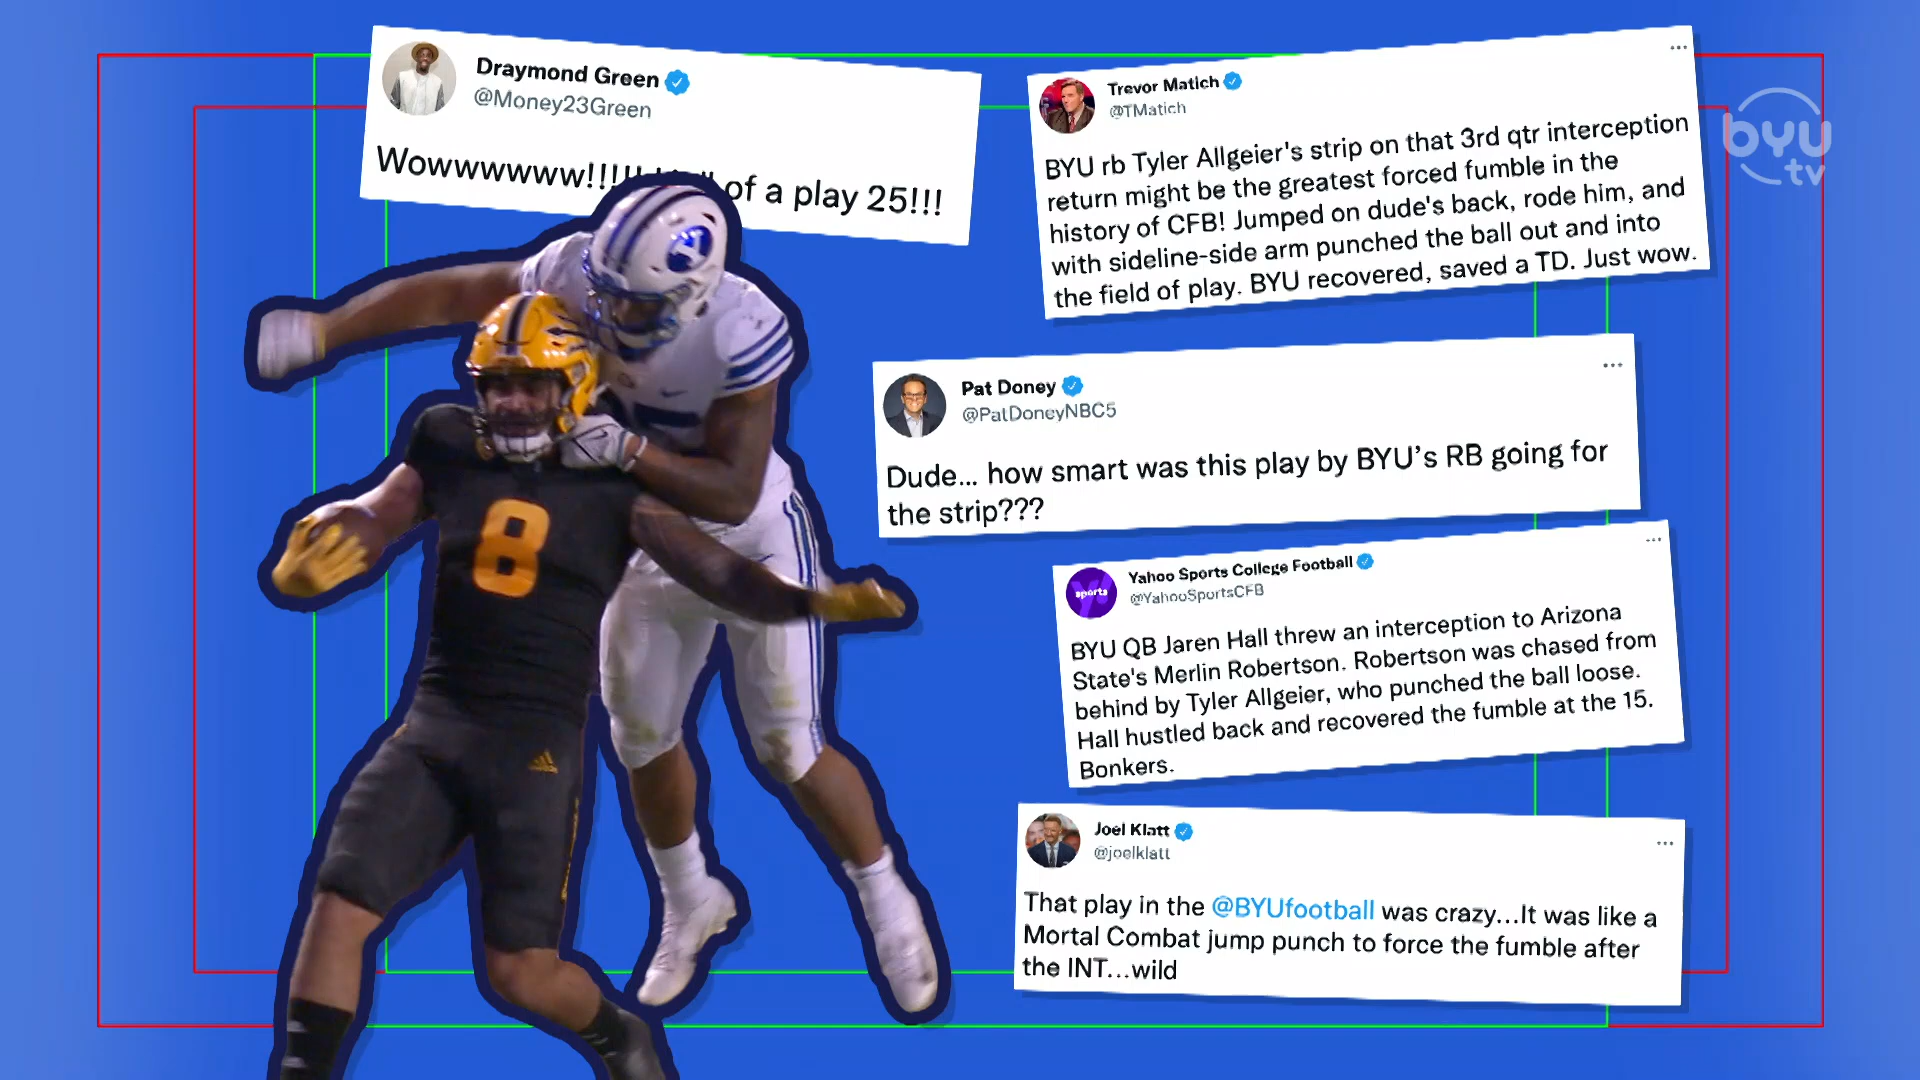 Draymond Green
@Money23Green
Wowwwwww!!!!! of a play 25!!!
Trevor Matich
@TMatich
BYU rb Tyler Allgeier's strip on that 3rd qtr interception
return might be the greatest forced fumble in the
history of CFB! Jumped on dude's back, rode him, and
with sideline-side arm punched the ball out and into
the field of play. BYU recovered, saved a TD. Just wow.
byu
tv
Pat Doney
@PatDoneyNBC5
Dude... how smart was this play by BYU's RB going for
the strip???
sports
Yahoo Sports College Football
@YahooSportsCFB
BYU QB Jaren Hall threw an interception to Arizona
State's Merlin Robertson. Robertson was chased from
behind by Tyler Allgeier, who punched the ball loose.
Hall hustled back and recovered the fumble at the 15.
Bonkers.
Joel Klatt
@joelklatt
That play in the @BYUfootball was crazy...It was like a
Mortal Combat jump punch to force the fumble after
the INT...wild
8